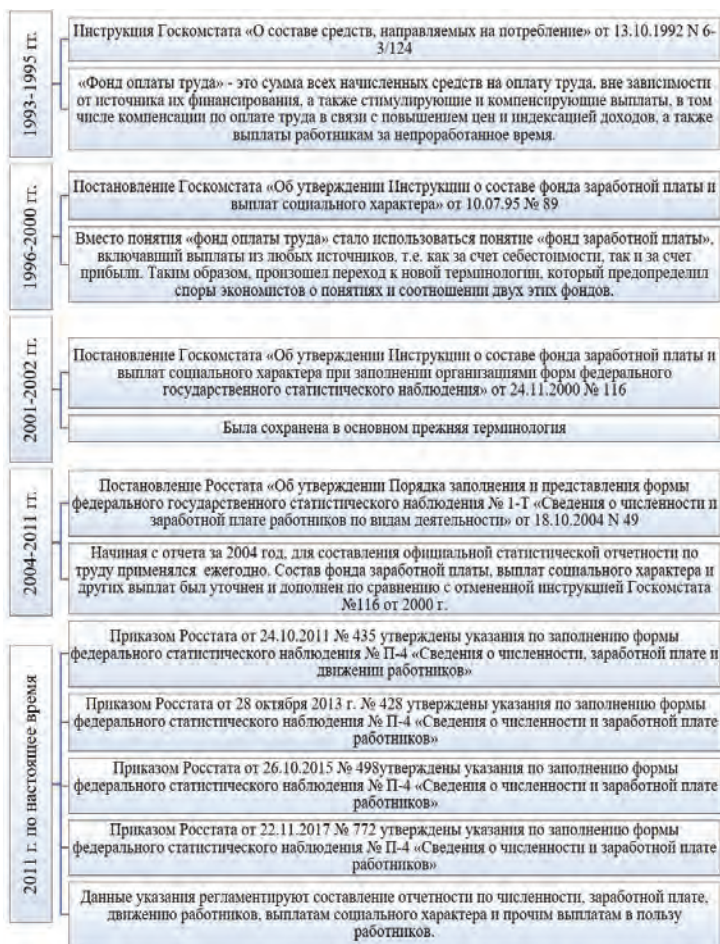 1993-1995 гг.
Инструкция Госкомстата «О составе средств, направляемых на потребление» от 13.10.1992 N 6-
3/124
«Фонд оплаты труда» - это сумма всех начисленных средств на оплату труда, вне зависимости
от источника их финансирования, а также стимулирующие и компенсирующие выплаты, в том
числе компенсации по оплате труда в связи с повышением цен и индексацией доходов, а также
выплаты работникам за непроработанное время.
1996-2000 гг.
Постановление Госкомстата «Об утверждении Инструкции о составе фонда заработной платы и
выплат социального характера» от 10.07.95 № 89
Вместо понятия «фонд оплаты труда» стало использоваться понятие «фонд заработной платы»,
включавший выплаты из любых источников, т.е. как за счет себестоимости, так и за счет
прибыли. Таким образом, произошел переход к новой терминологии, который предопределил
споры экономистов о понятиях и соотношении двух этих фондов.
2001-2002 гг.
Постановление Госкомстата «Об утверждении Инструкции о составе фонда заработной платы и
выплат социального характера при заполнении организациями форм федерального
государственного статистического наблюдения» от 24.11.2000 № 116
Была сохранена в основном прежняя терминология
2004-2011 гг.
Постановление Росстата «Об утверждении Порядка заполнения и представления формы
федерального государственного статистического наблюдения № 1-Т «Сведения о численности и
заработной плате работников по видам деятельности» от 18.10.2004 N 49
Начиная с отчета за 2004 год, для составления официальной статистической отчетности по
труду применялся ежегодно. Состав фонда заработной платы, выплат социального характера и
других выплат был уточнен и дополнен по сравнению с отмененной инструкцией Госкомстата
№116 от 2000 г.
2011 г. по настоящее время
Приказом Росстата от 24.10.2011 № 435 утверждены указания по заполнению формы
федерального статистического наблюдения № П-4 «Сведения о численности, заработной плате и
движении работников»
Приказом Росстата от 28 октября 2013 г. № 428 утверждены указания по заполнению формы
федерального статистического наблюдения № П-4 «Сведения о численности и заработной плате
работников»
Приказом Росстата от 26.10.2015 № 498утверждены указания по заполнению формы
федерального статистического наблюдения № П-4 «Сведения о численности и заработной плате
работников»
Приказом Росстата от 22.11.2017 № 772 утверждены указания по заполнению формы
федерального статистического наблюдения № П-4 «Сведения о численности и заработной плате
работников»
Данные указания регламентируют составление отчетности по численности, заработной плате,
движению работников, выплатам социального характера и прочим выплатам в пользу
работников.